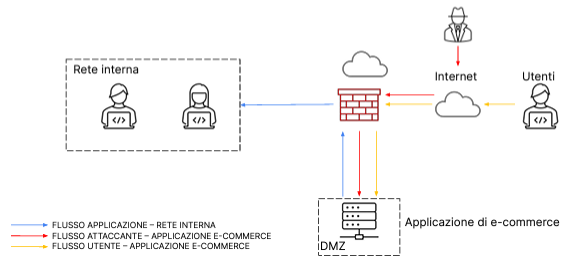 Rete interna
Internet
Utenti
Applicazione di e-commerce
DMZ
FLUSSO APPLICAZIONE – RETE INTERNA
FLUSSO ATTACCANTE – APPLICAZIONE E-COMMERCE
FLUSSO UTENTE – APPLICAZIONE E-COMMERCE